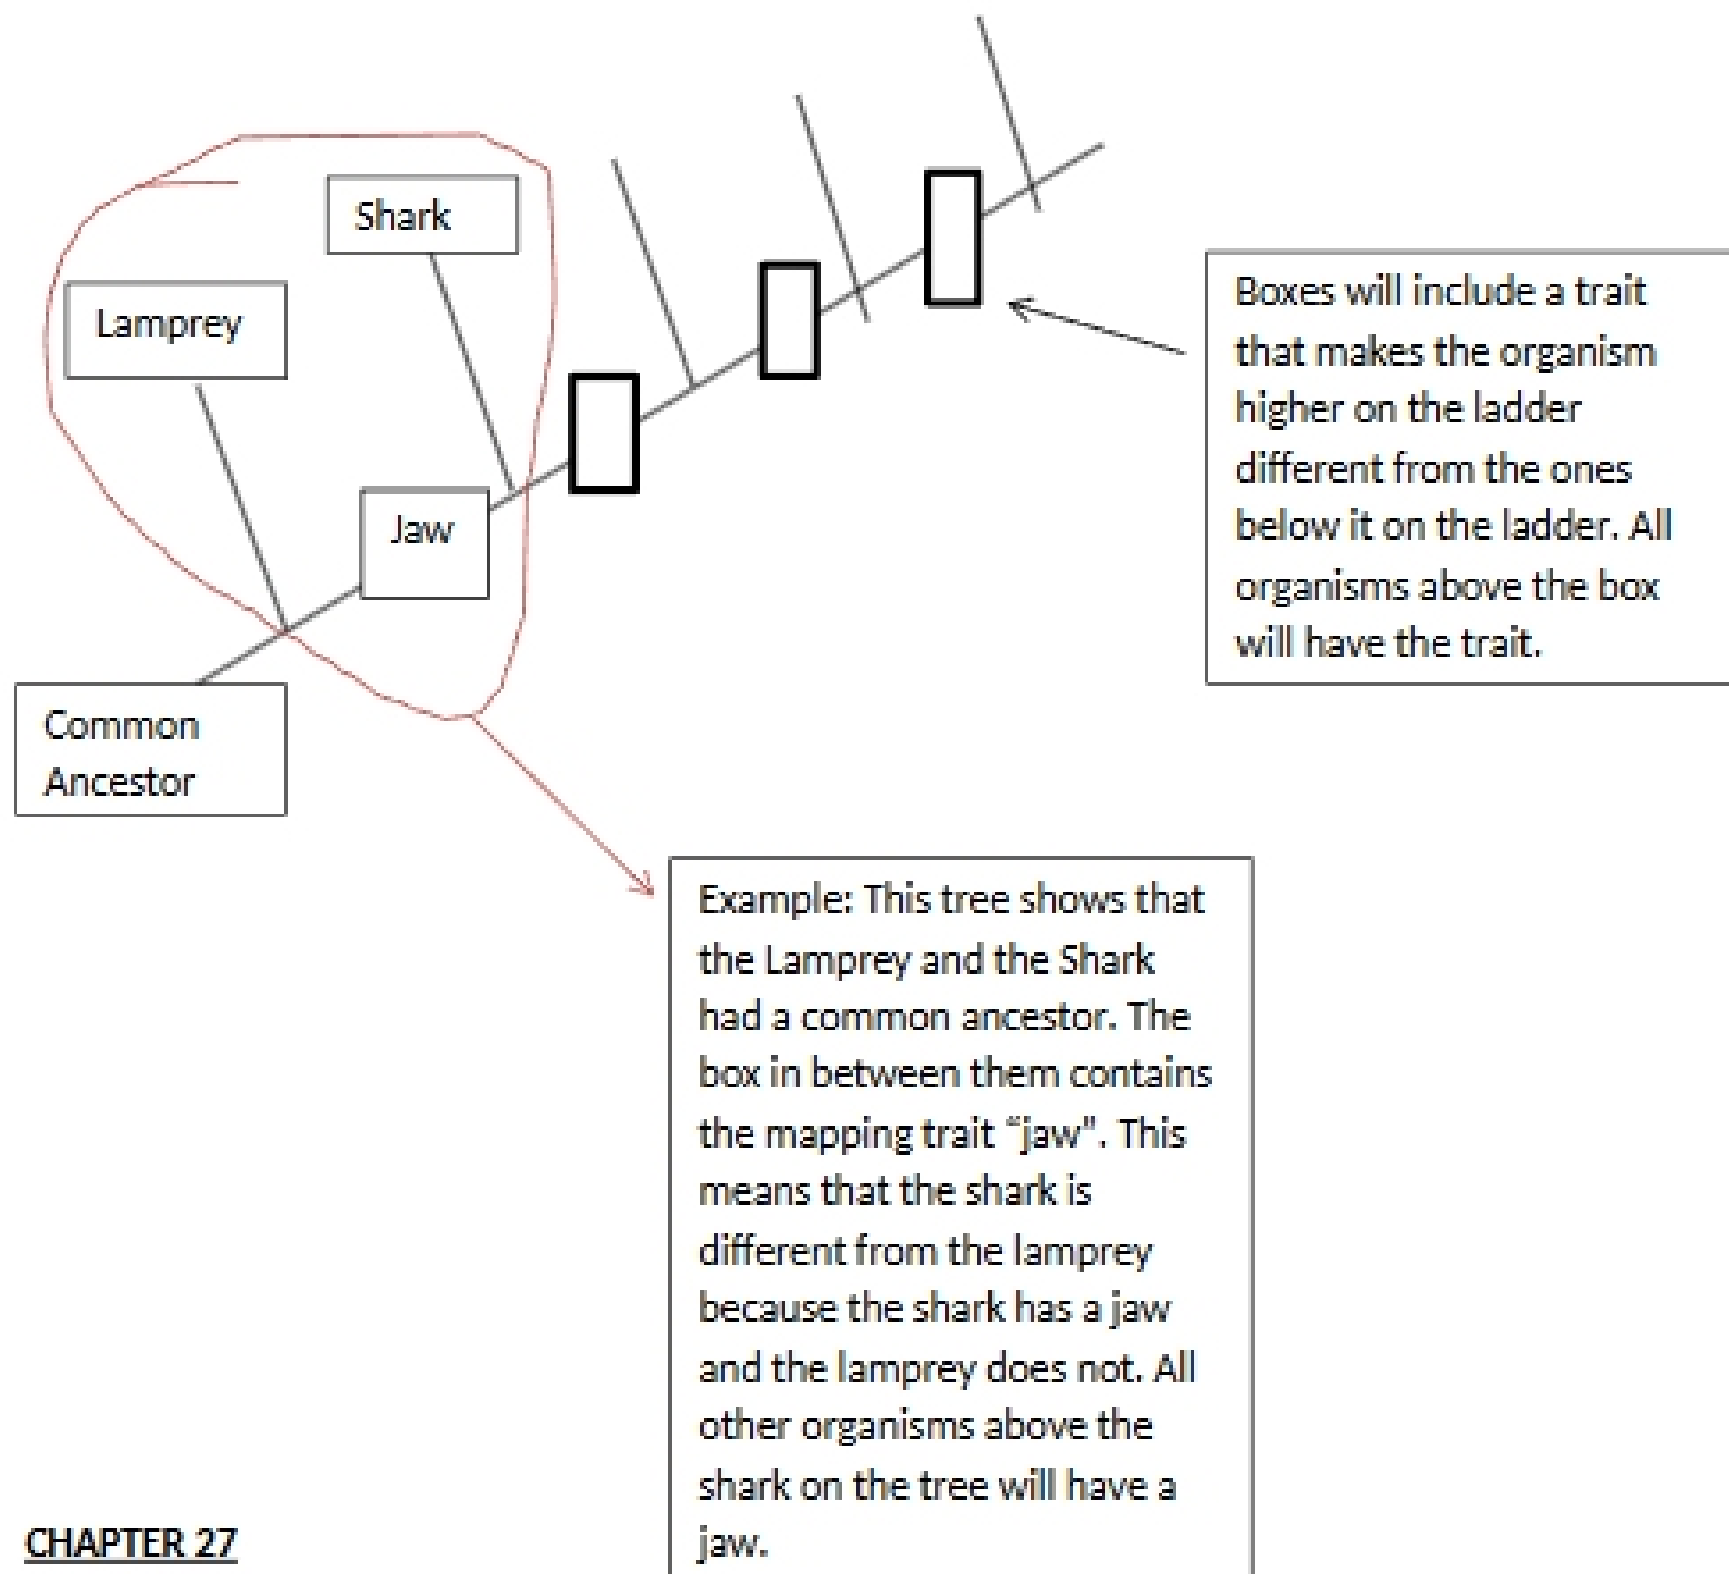 Shark
Lamprey
Jaw
Common
Ancestor
Boxes will include a trait
that makes the organism
higher on the ladder
different from the ones
below it on the ladder. All
organisms above the box
will have the trait.
Example: This tree shows that
the Lamprey and the Shark
had a common ancestor. The
box in between them contains
the mapping trait “jaw”. This
means that the shark is
different from the lamprey
because the shark has a jaw
and the lamprey does not. All
other organisms above the
shark on the tree will have a
jaw.
CHAPTER 27